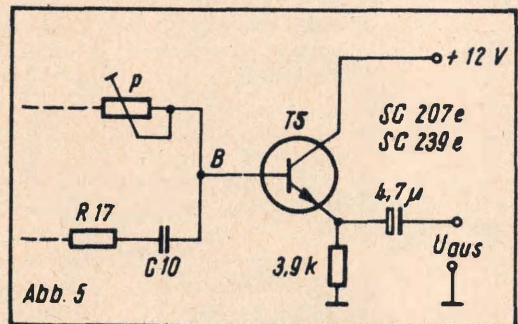 + 12 V
P
T5
SC 207e
SC 239e
B
4,7µ
R 17
C10
3,9 k
Uaus
Abb. 5